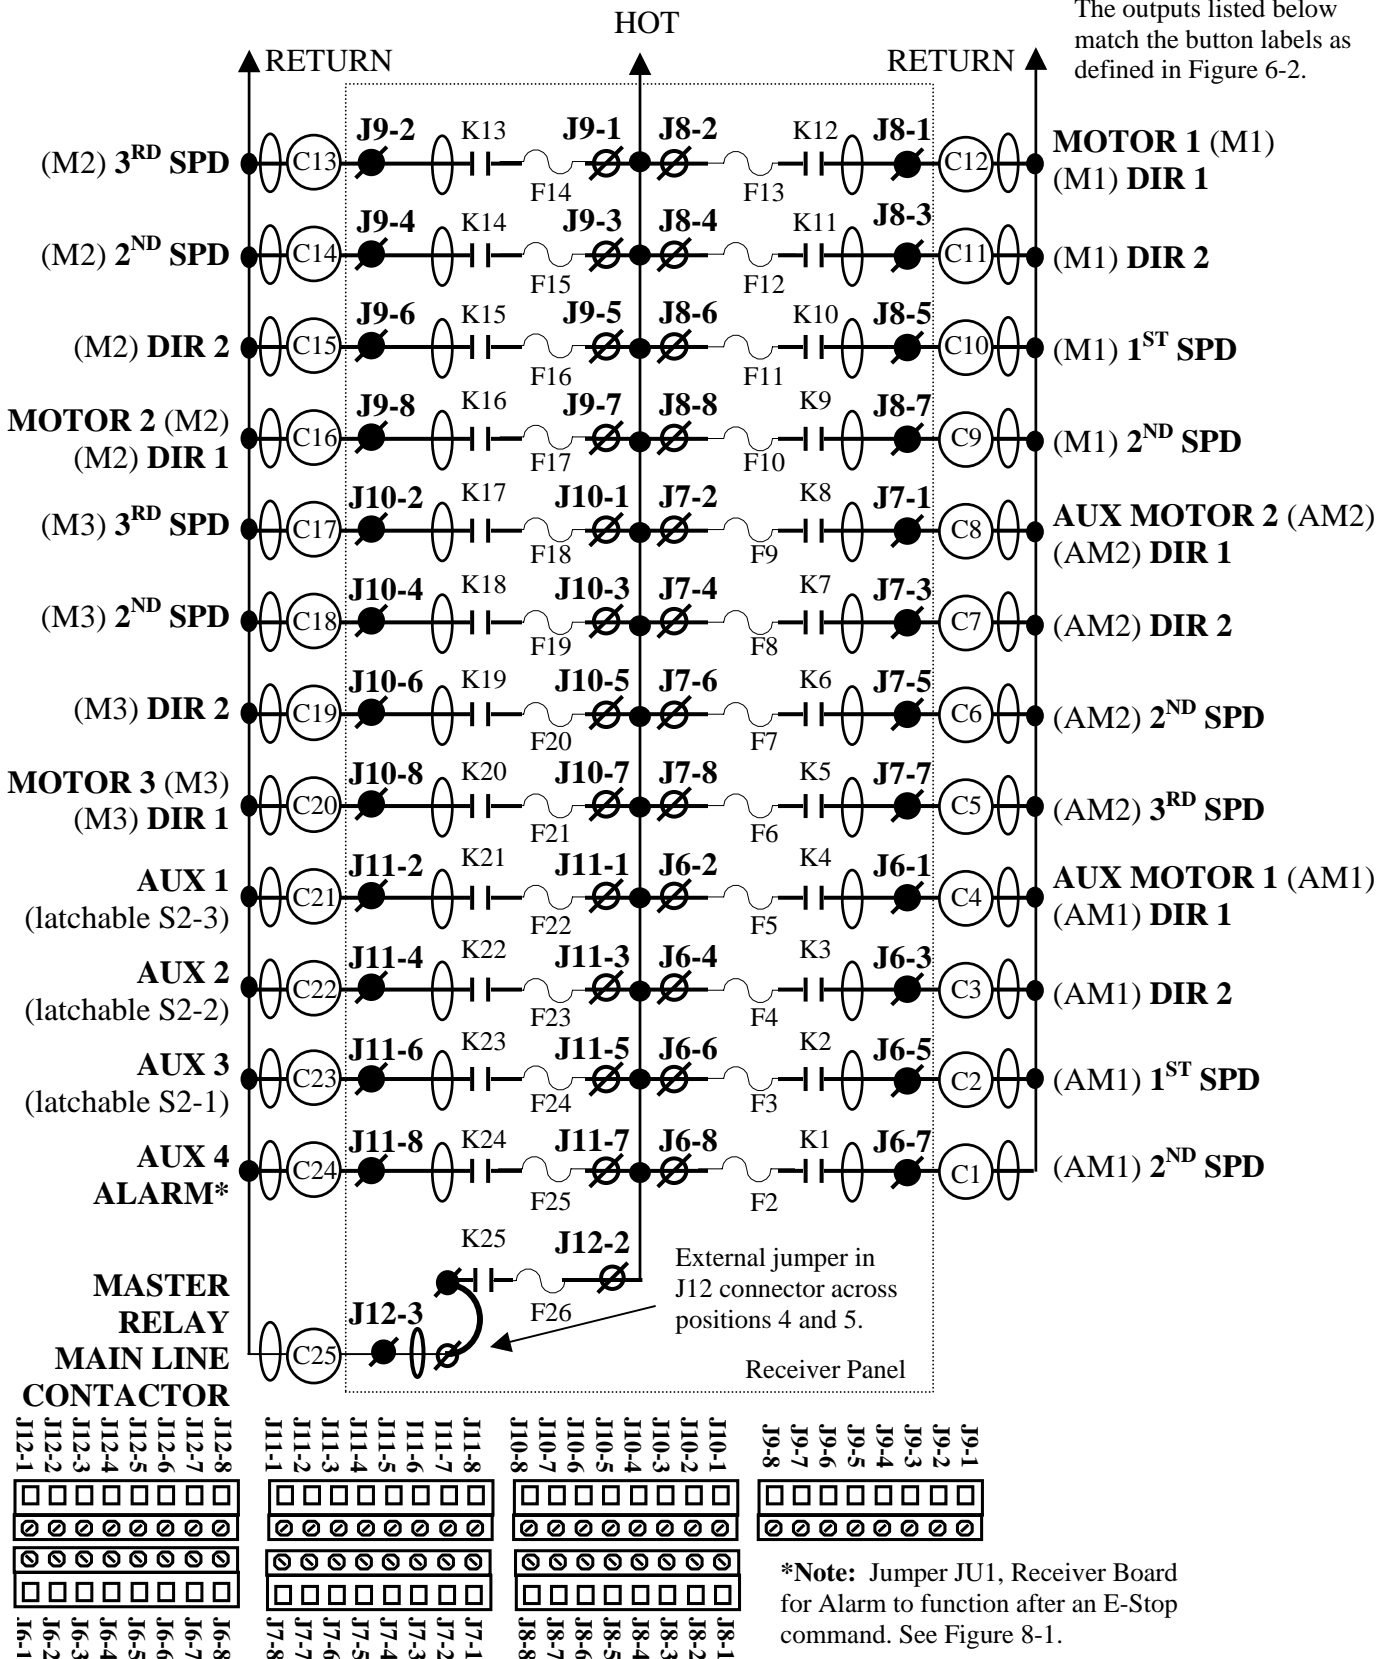 The outputs listed below
match the button labels as
defined in Figure 6-2.
HOT
RETURN
RETURN
(M2) 3RD SPD C13 J9-2 K13 F14 J9-1 J8-2 F13 K12 J8-1 C12 MOTOR 1 (M1)
(M1) DIR 1
(M2) 2ND SPD C14 J9-4 K14 F15 J9-3 J8-4 F12 K11 J8-3 C11 (M1) DIR 2
(M2) DIR 2 C15 J9-6 K15 F16 J9-5 J8-6 F11 K10 J8-5 C10 (M1) 1ST SPD
MOTOR 2 (M2)
(M2) DIR 1 C16 J9-8 K16 F17 J9-7 J8-8 F10 K9 J8-7 C9 (M1) 2ND SPD
(M3) 3RD SPD C17 J10-2 K17 F18 J10-1 J7-2 F9 K8 J7-1 C8 AUX MOTOR 2 (AM2)
(AM2) DIR 1
(M3) 2ND SPD C18 J10-4 K18 F19 J10-3 J7-4 F8 K7 J7-3 C7 (AM2) DIR 2
(M3) DIR 2 C19 J10-6 K19 F20 J10-5 J7-6 F7 K6 J7-5 C6 (AM2) 2ND SPD
MOTOR 3 (M3)
(M3) DIR 1 C20 J10-8 K20 F21 J10-7 J7-8 F6 K5 J7-7 C5 (AM2) 3RD SPD
AUX 1
(latchable S2-3) C21 J11-2 K21 F22 J11-1 J6-2 F5 K4 J6-1 C4 AUX MOTOR 1 (AM1)
(AM1) DIR 1
AUX 2
(latchable S2-2) C22 J11-4 K22 F23 J11-3 J6-4 F4 K3 J6-3 C3 (AM1) DIR 2
AUX 3
(latchable S2-1) C23 J11-6 K23 F24 J11-5 J6-6 F3 K2 J6-5 C2 (AM1) 1ST SPD
AUX 4
ALARM* C24 J11-8 K24 F25 J11-7 J6-8 F2 K1 J6-7 C1 (AM1) 2ND SPD
MASTER
RELAY
MAIN LINE
CONTACTOR
C25 J12-3 K25 F26 J12-2
External jumper in
J12 connector across
positions 4 and 5.
Receiver Panel
J12-1 J12-2 J12-3 J12-4 J12-5 J12-6 J12-7 J12-8
J11-1 J11-2 J11-3 J11-4 J11-5 J11-6 J11-7 J11-8
J10-8 J10-7 J10-6 J10-5 J10-4 J10-3 J10-2 J10-1
J9-8 J9-7 J9-6 J9-5 J9-4 J9-3 J9-2 J9-1
J6-1 J6-2 J6-3 J6-4 J6-5 J6-6 J6-7 J6-8
J7-8 J7-7 J7-6 J7-5 J7-4 J7-3 J7-2 J7-1
J8-8 J8-7 J8-6 J8-5 J8-4 J8-3 J8-2 J8-1
*Note: Jumper JU1, Receiver Board
for Alarm to function after an E-Stop
command. See Figure 8-1.